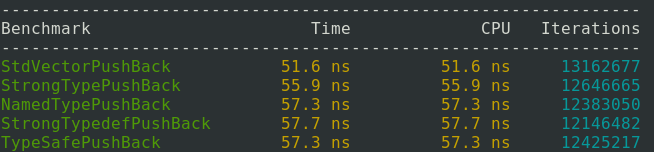 ----------------------------------------------------------------
Benchmark                      Time             CPU   Iterations
----------------------------------------------------------------
StdVectorPushBack           51.6 ns         51.6 ns     13162677
StrongTypePushBack          55.9 ns         55.9 ns     12646665
NamedTypePushBack           57.3 ns         57.3 ns     12383050
StrongTypedefPushBack       57.7 ns         57.7 ns     12146482
TypeSafePushBack            57.3 ns         57.3 ns     12425217